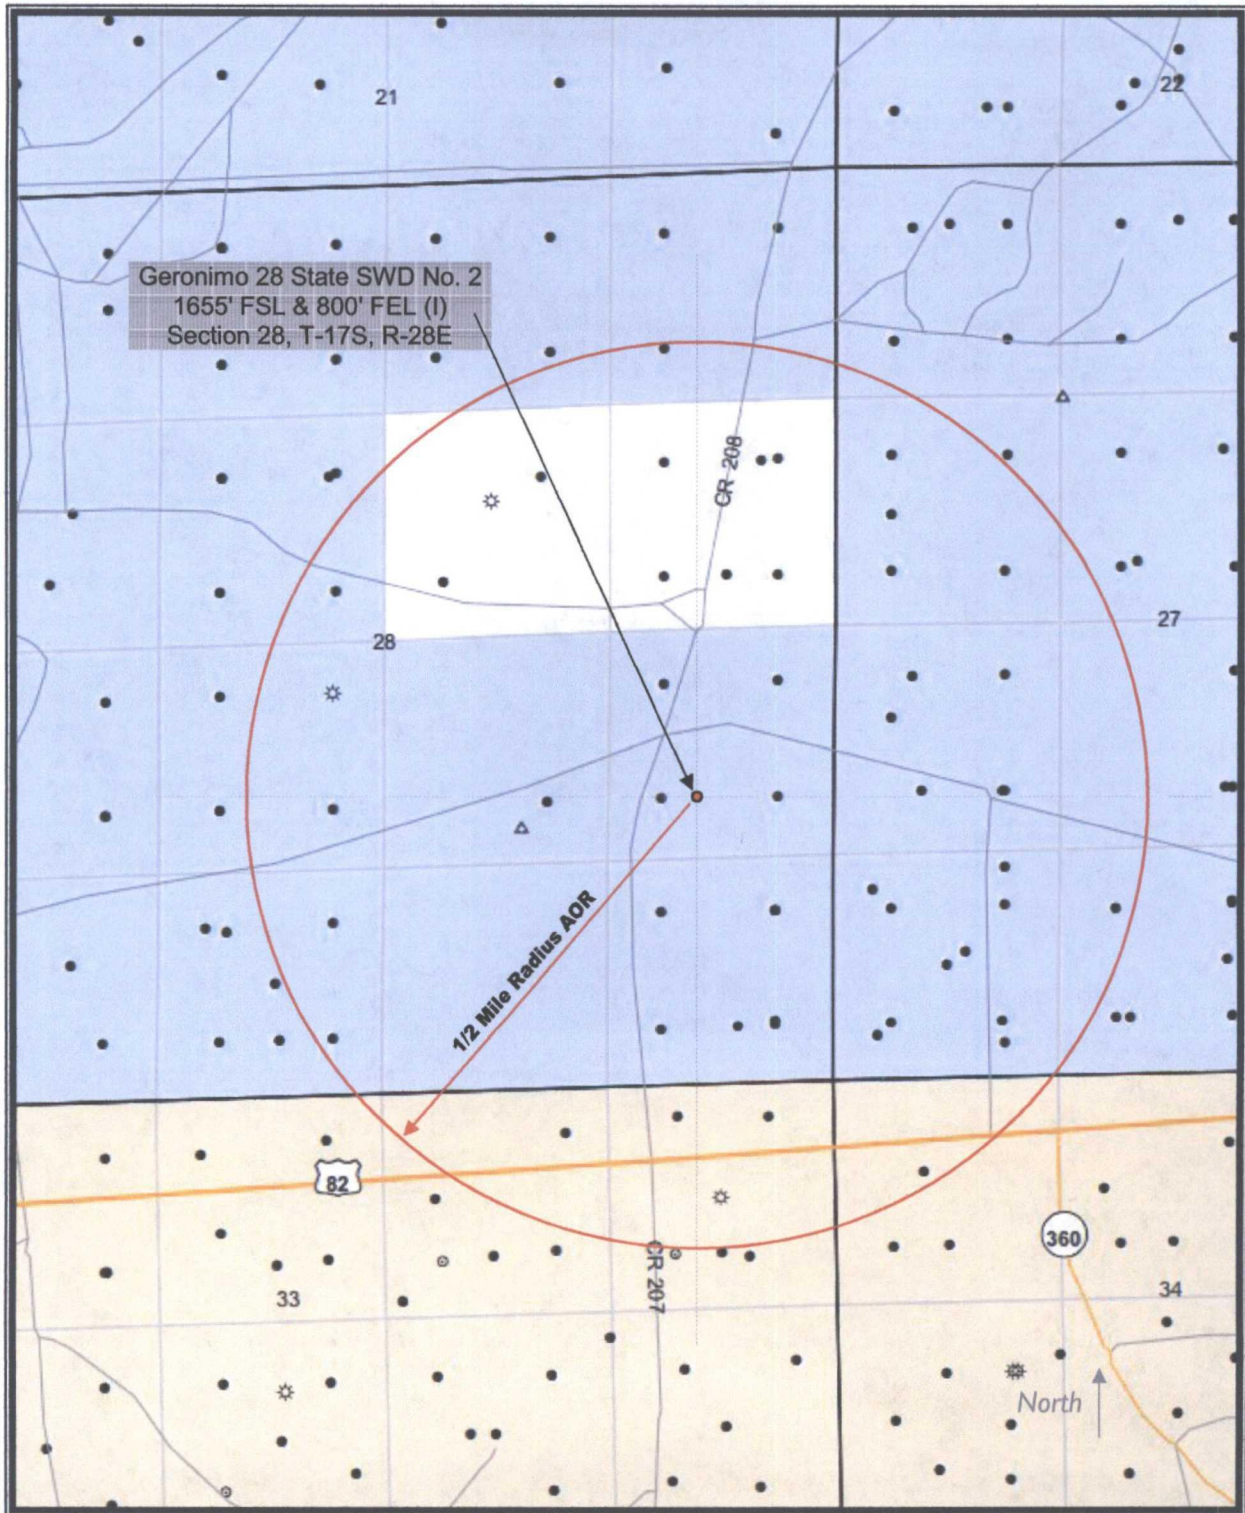 21
22
Geronimo 28 State SWD No. 2
1655' FSL & 800' FEL (I)
Section 28, T-17S, R-28E
CR 208
28
27
1/2 Mile Radius AOR
82
360
CR 207
33
34
North